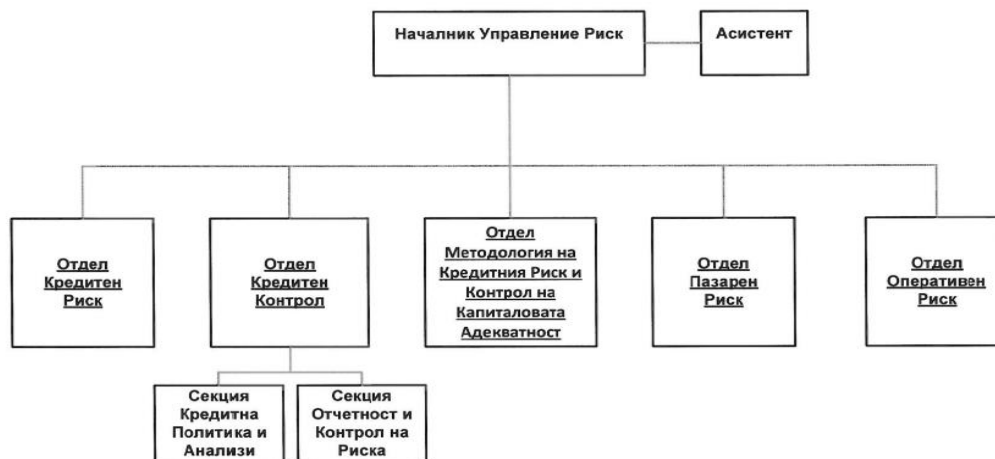 Началник Управление Риск
Асистент
Отдел
Кредитен
Риск
Отдел
Кредитен
Контрол
Отдел
Методология на
Кредитния Риск и
Контрол на
Капиталовата
Адекватност
Отдел
Пазарен
Риск
Отдел
Оперативен
Риск
Секция
Кредитна
Политика и
Анализи
Секция
Отчетност и
Контрол на
Риска